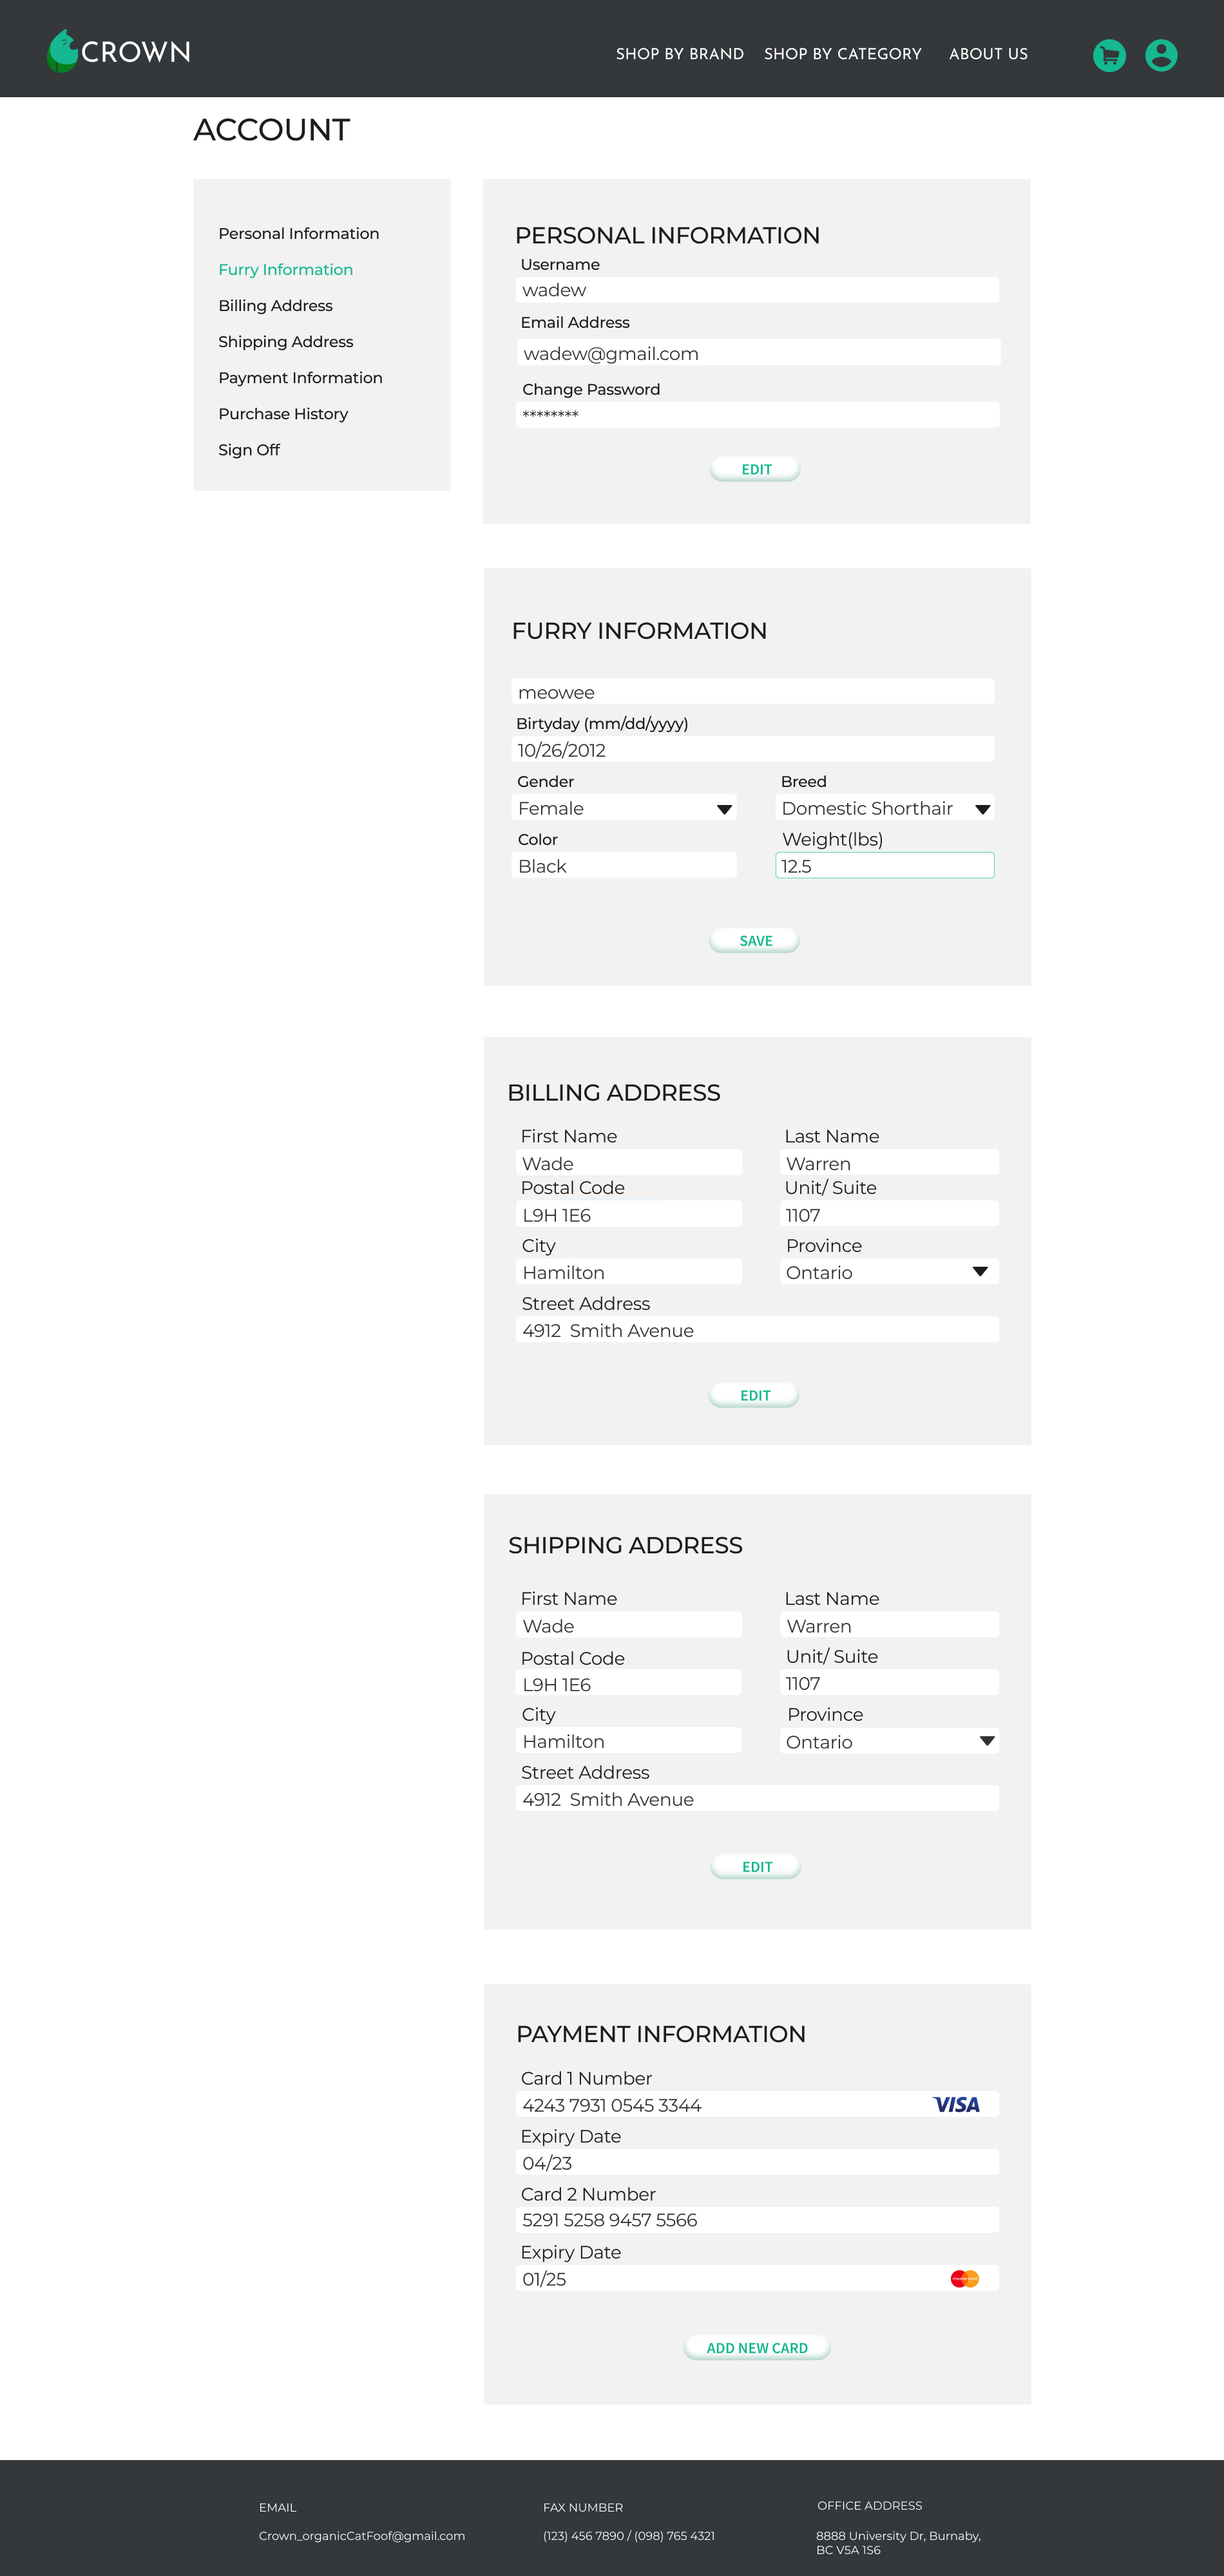 CROWN
SHOP BY BRAND SHOP BY CATEGORY ABOUT US
ACCOUNT
Personal Information
Furry Information
Billing Address
Shipping Address
Payment Information
Purchase History
Sign Off
PERSONAL INFORMATION
Username
wadew
Email Address
wadew@gmail.com
Change Password
********
EDIT
FURRY INFORMATION
meowee
Birtyday (mm/dd/yyyy)
10/26/2012
Gender Breed
Female Domestic Shorthair
Color Weight(lbs)
Black 12.5
SAVE
BILLING ADDRESS
First Name Last Name
Wade Warren
Postal Code Unit/ Suite
L9H 1E6 1107
City Province
Hamilton Ontario
Street Address
4912 Smith Avenue
EDIT
SHIPPING ADDRESS
First Name Last Name
Wade Warren
Postal Code Unit/ Suite
L9H 1E6 1107
City Province
Hamilton Ontario
Street Address
4912 Smith Avenue
EDIT
PAYMENT INFORMATION
Card 1 Number
4243 7931 0545 3344 VISA
Expiry Date
04/23
Card 2 Number
5291 5258 9457 5566
Expiry Date
01/25
ADD NEW CARD
EMAIL FAX NUMBER OFFICE ADDRESS
Crown_organicCatFoof@gmail.com (123) 456 7890 / (098) 765 4321 8888 University Dr, Burnaby,
BC V5A 1S6